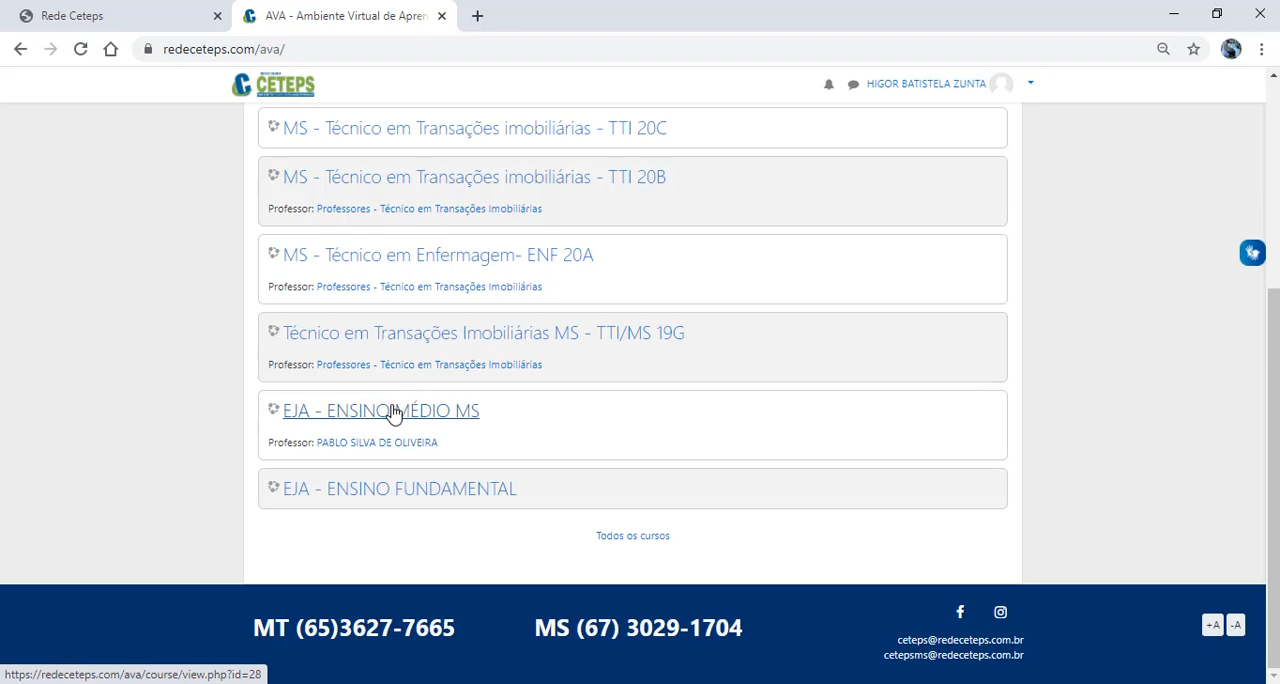 Rede Ceteps
AVA - Ambiente Virtual de Apren
redeceteps.com/ava/
CETEPS
HIGOR BATISTELA ZUNTA
MS - Técnico em Transações imobiliárias - TTI 20C
MS - Técnico em Transações imobiliárias - TTI 20B
Professor: Professores - Técnico em Transações Imobiliárias
MS - Técnico em Enfermagem- ENF 20A
Professor: Professores - Técnico em Transações Imobiliárias
Técnico em Transações Imobiliárias MS - TTI/MS 19G
Professor: Professores - Técnico em Transações Imobiliárias
EJA - ENSINO MÉDIO MS
Professor: PABLO SILVA DE OLIVEIRA
EJA - ENSINO FUNDAMENTAL
Todos os cursos
MT (65)3627-7665
MS (67) 3029-1704
ceteps@redeceteps.com.br
cetepsms@redeceteps.com.br
+A -A
https://redeceteps.com/ava/course/view.php?id=28